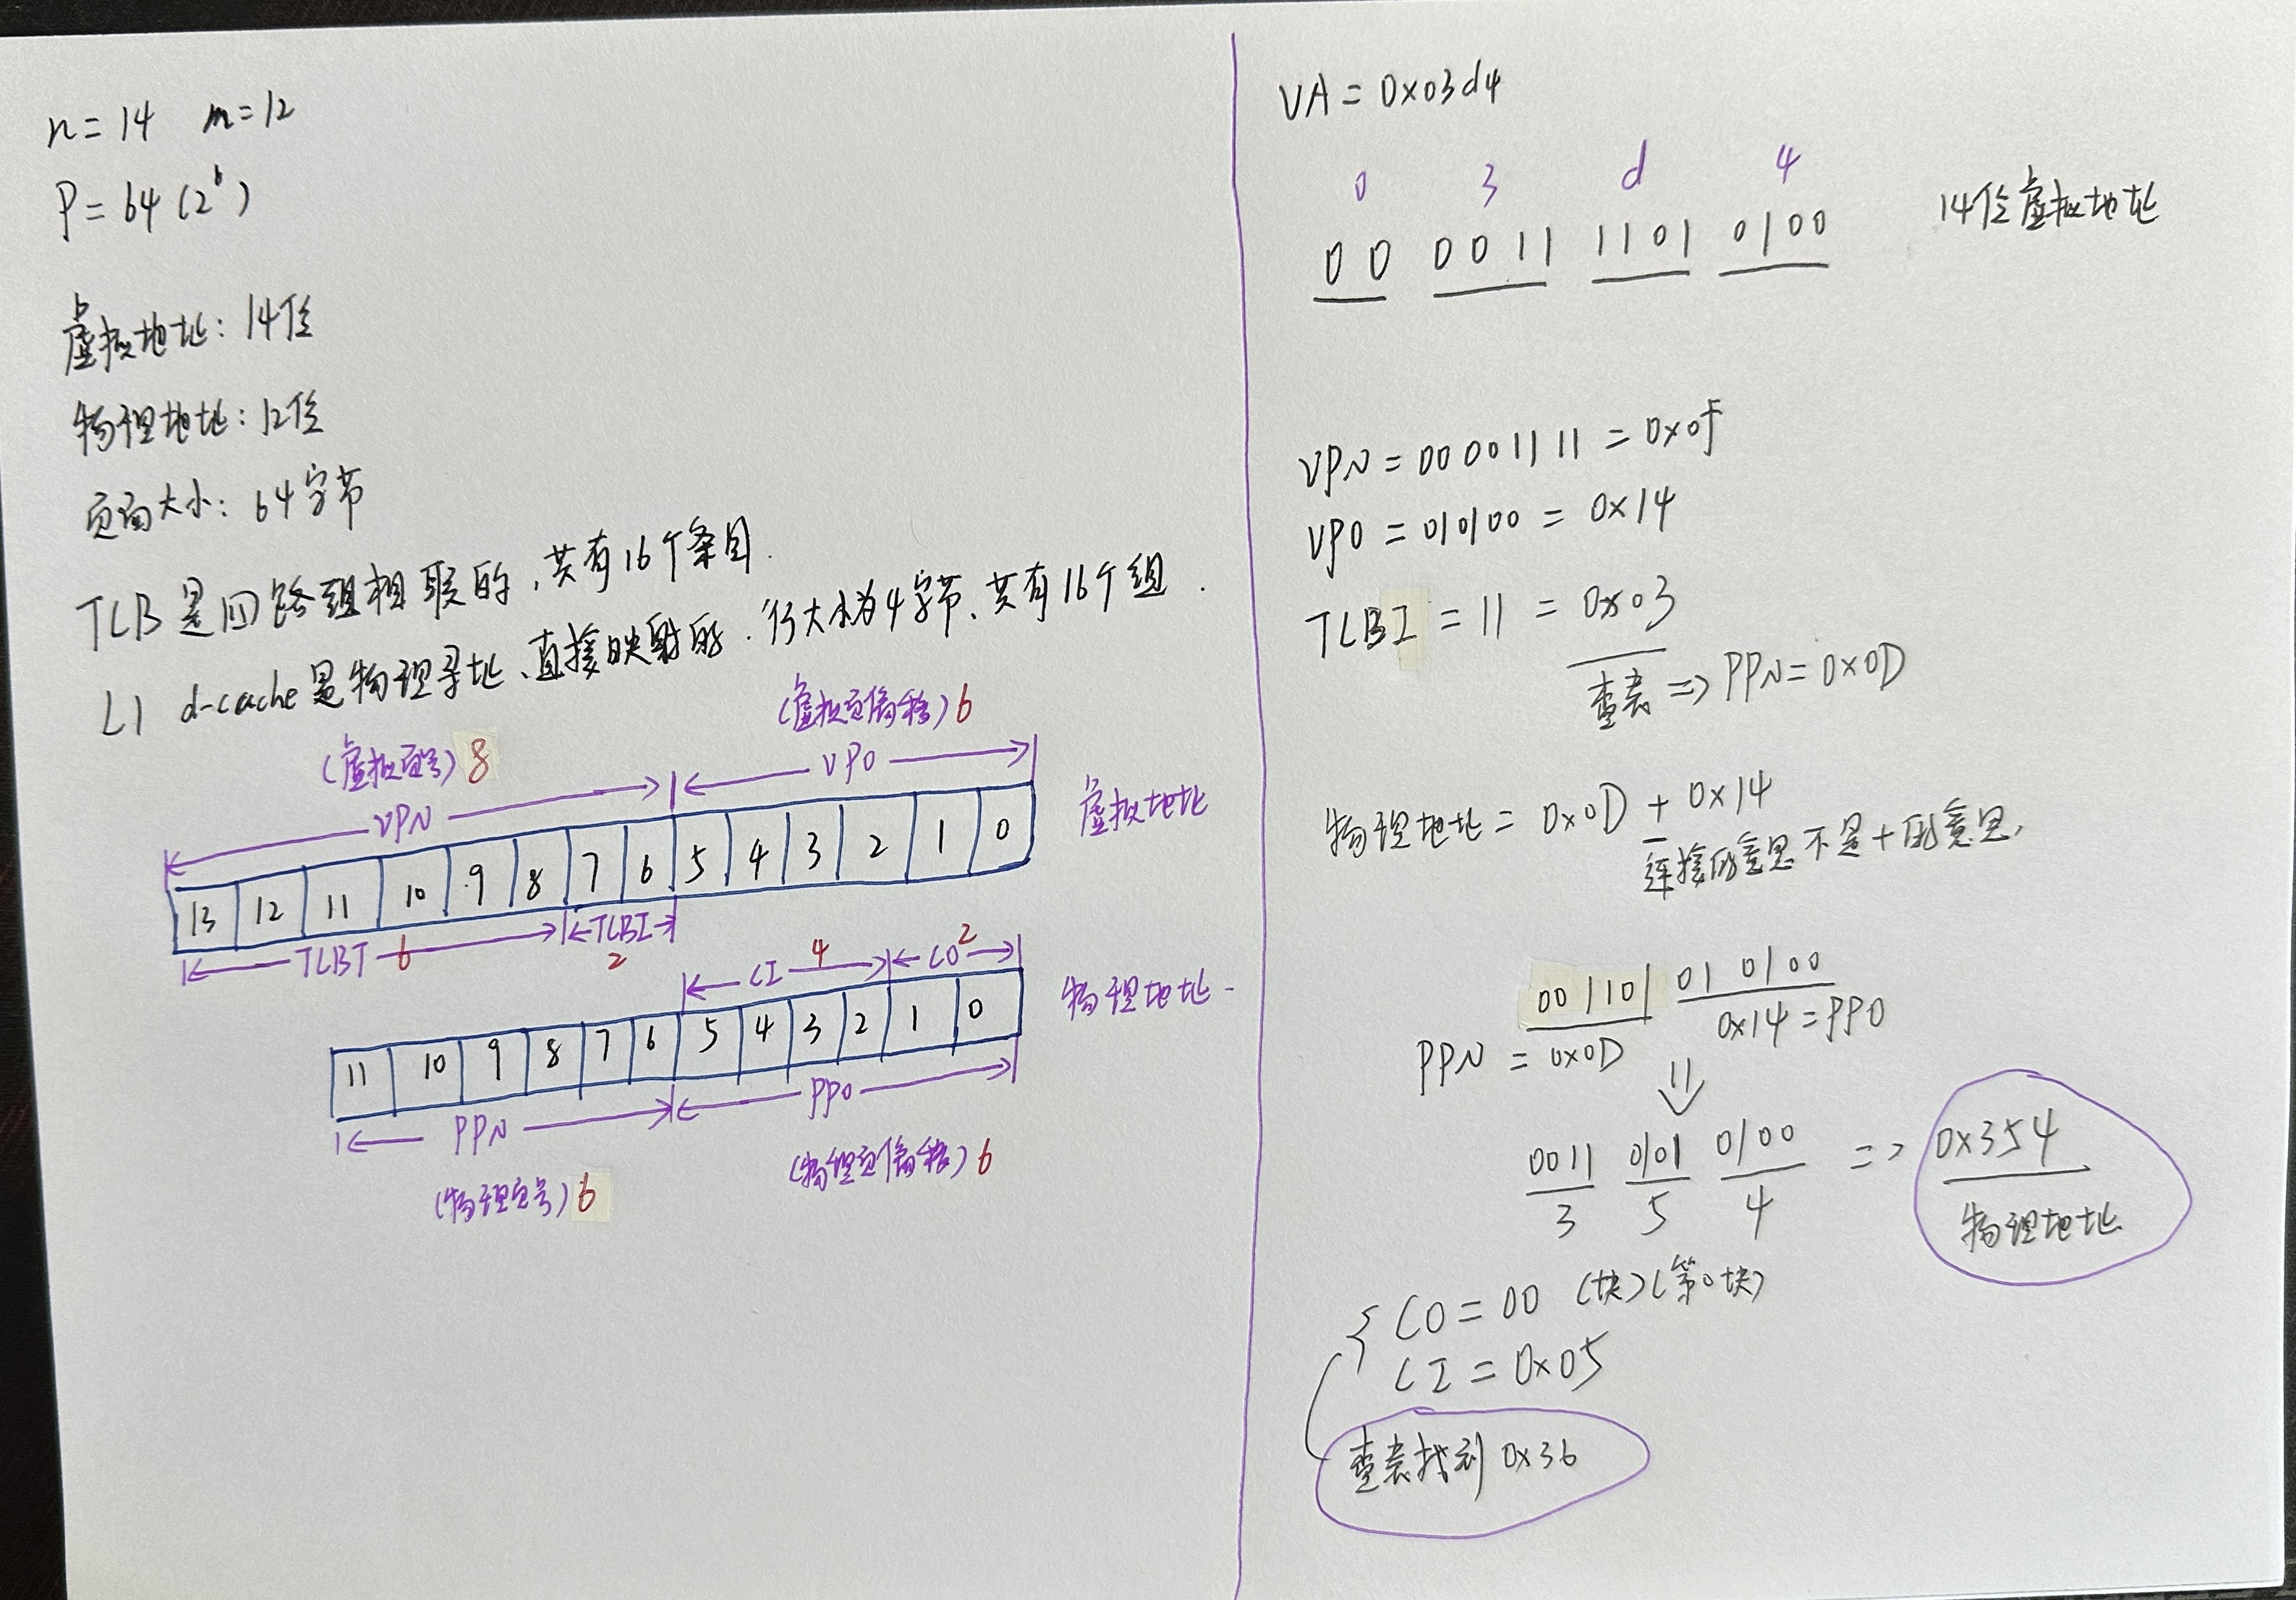 n=14 m=12
P=64(2⁶)
虚拟地址：14位
物理地址：12位
页面大小：64字节
TLB是四路组相联的，共有16个条目.
L1 d-cache是物理寻址、直接映射的.行大小为4字节、共有16个组.
(虚拟页号)8 (虚拟页偏移)6
VPN VPO
13 12 11 10 9 8 7 6 5 4 3 2 1 0 虚拟地址
TLBT 6 TLBI 2
CI 4 CO 2
11 10 9 8 7 6 5 4 3 2 1 0 物理地址
PPN PPO
(物理页号)6 (物理页偏移)6
VA=0x03d4
0 3 d 4
00 0011 1101 0100 14位虚拟地址
VPN=00001111=0x0F
VPO=010100=0x14
TLBI=11=0x03
查表=>PPN=0x0D
物理地址=0x0D+0x14
连接的意思不是+的意思,
001101 010100
PPN=0x0D 0x14=PPO
0011 0101 0100 => 0x354
3 5 4 物理地址
CO=00 (块)(第0块)
CI=0x05
查表找到0x36